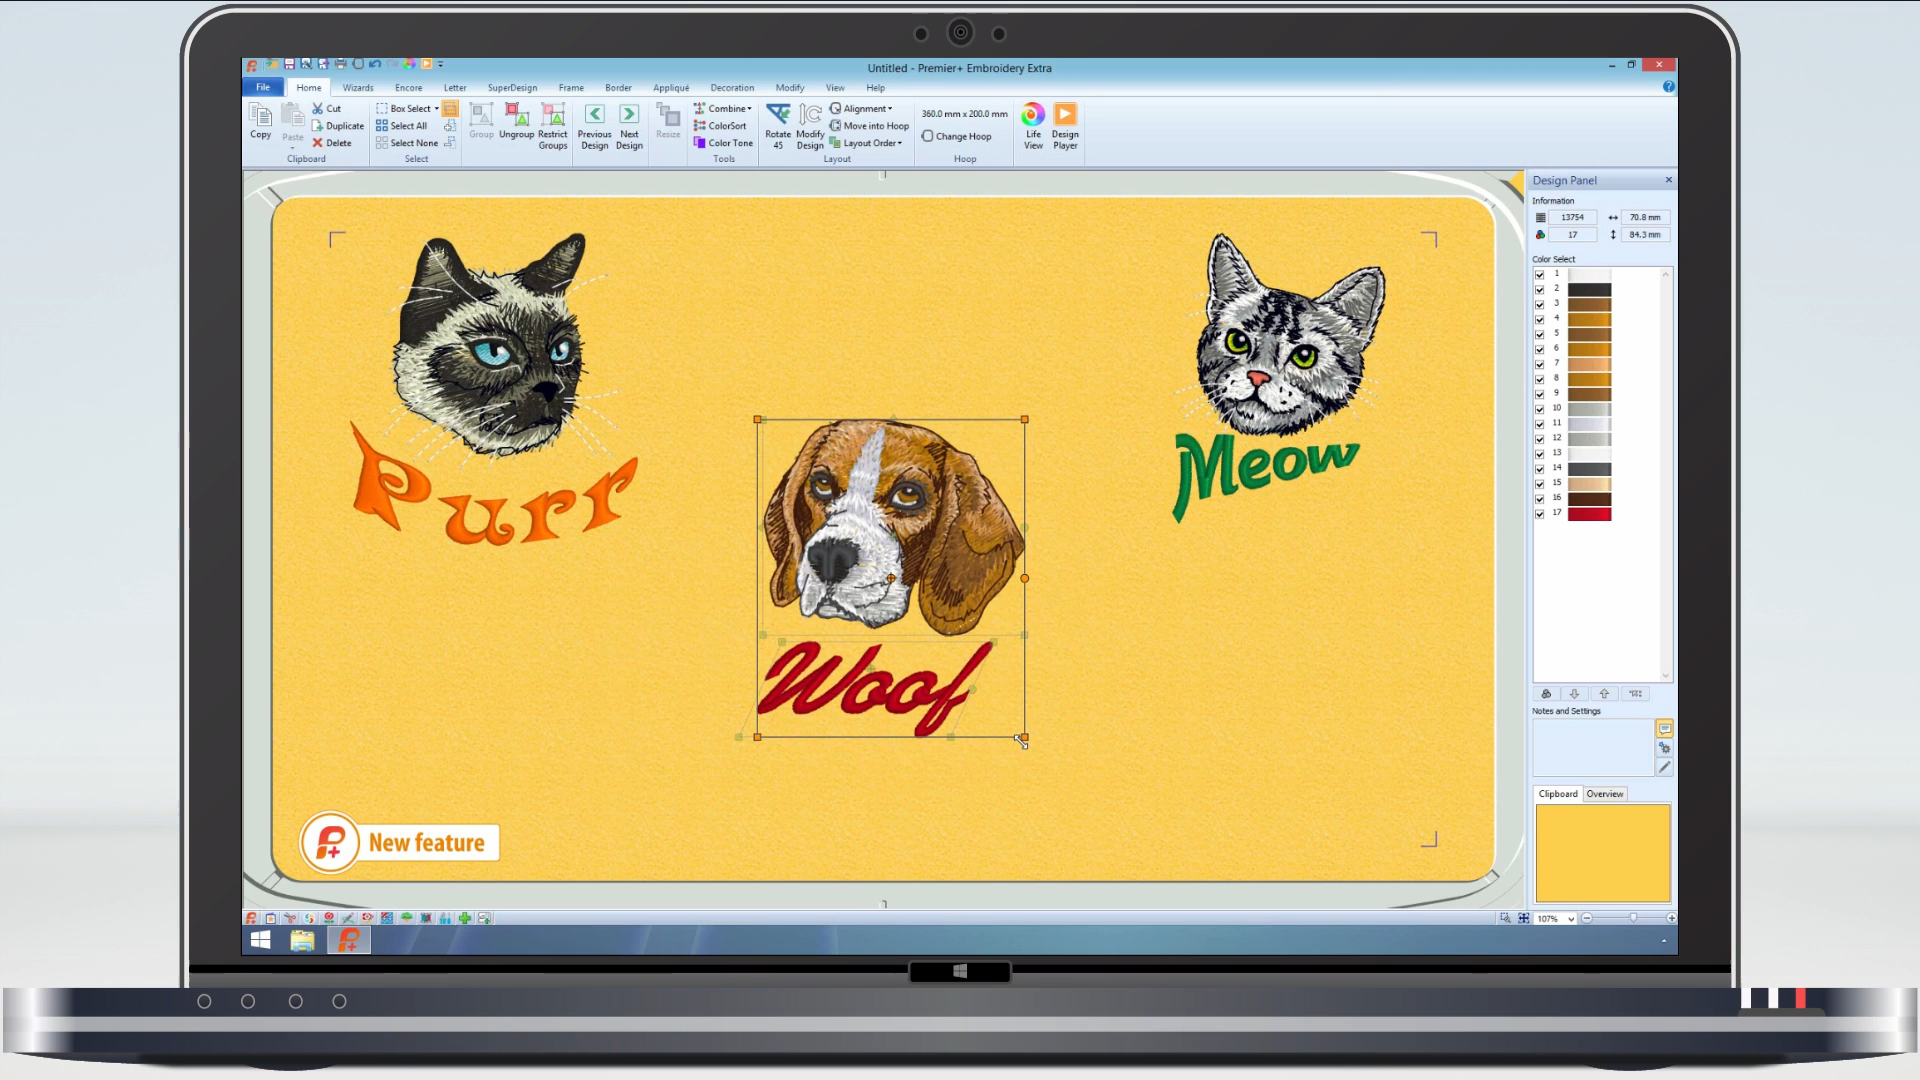 Untitled - Premier+ Embroidery Extra
File Home Wizards Encore Letter SuperDesign Frame Border Appliqué Decoration Modify View Help
Copy
Paste
Cut
Duplicate
Delete
Clipboard
Box Select
Select All
Select None
Select
Group
Ungroup
Restrict Groups
Previous Design
Next Design
Resize
Combine
ColorSort
Color Tone
Tools
Rotate 45
Modify Design
Alignment
Move into Hoop
Layout Order
Layout
360.0 mm x 200.0 mm
Change Hoop
Hoop
Life View
Design Player
Design Panel
Information
13754 70.8 mm
17 84.3 mm
Color Select
1
2
3
4
5
6
7
8
9
10
11
12
13
14
15
16
17
Notes and Settings
Clipboard Overview
Purr
Meow
Woof
New feature
107%